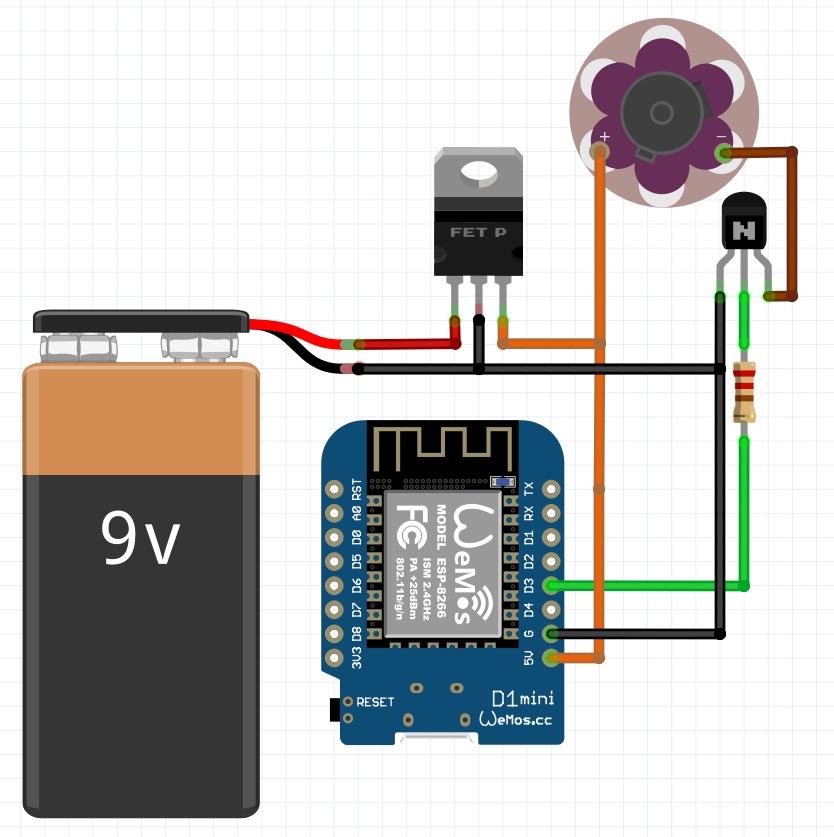 + −
FET P
N
9v
RST
A0
D0
D5
D6
D7
D8
3V3
TX
RX
D1
D2
D3
D4
G
5V
WeMos
MODEL ESP-8266
ISM 2.4GHz
PA +25dBm
802.11b/g/n
FC
RESET
D1mini
WeMos.cc